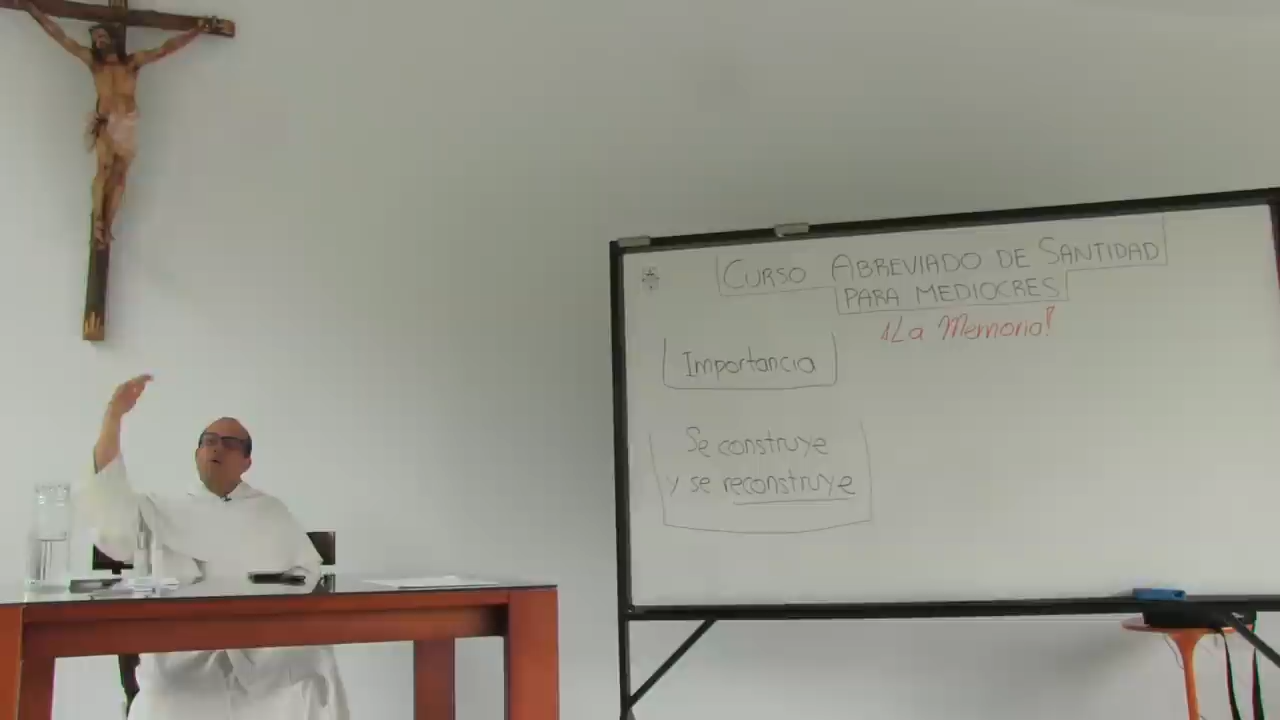 CURSO ABREVIADO DE SANTIDAD
PARA MEDIOCRES
¡La Memoria!
Importancia
Se construye
y se reconstruye